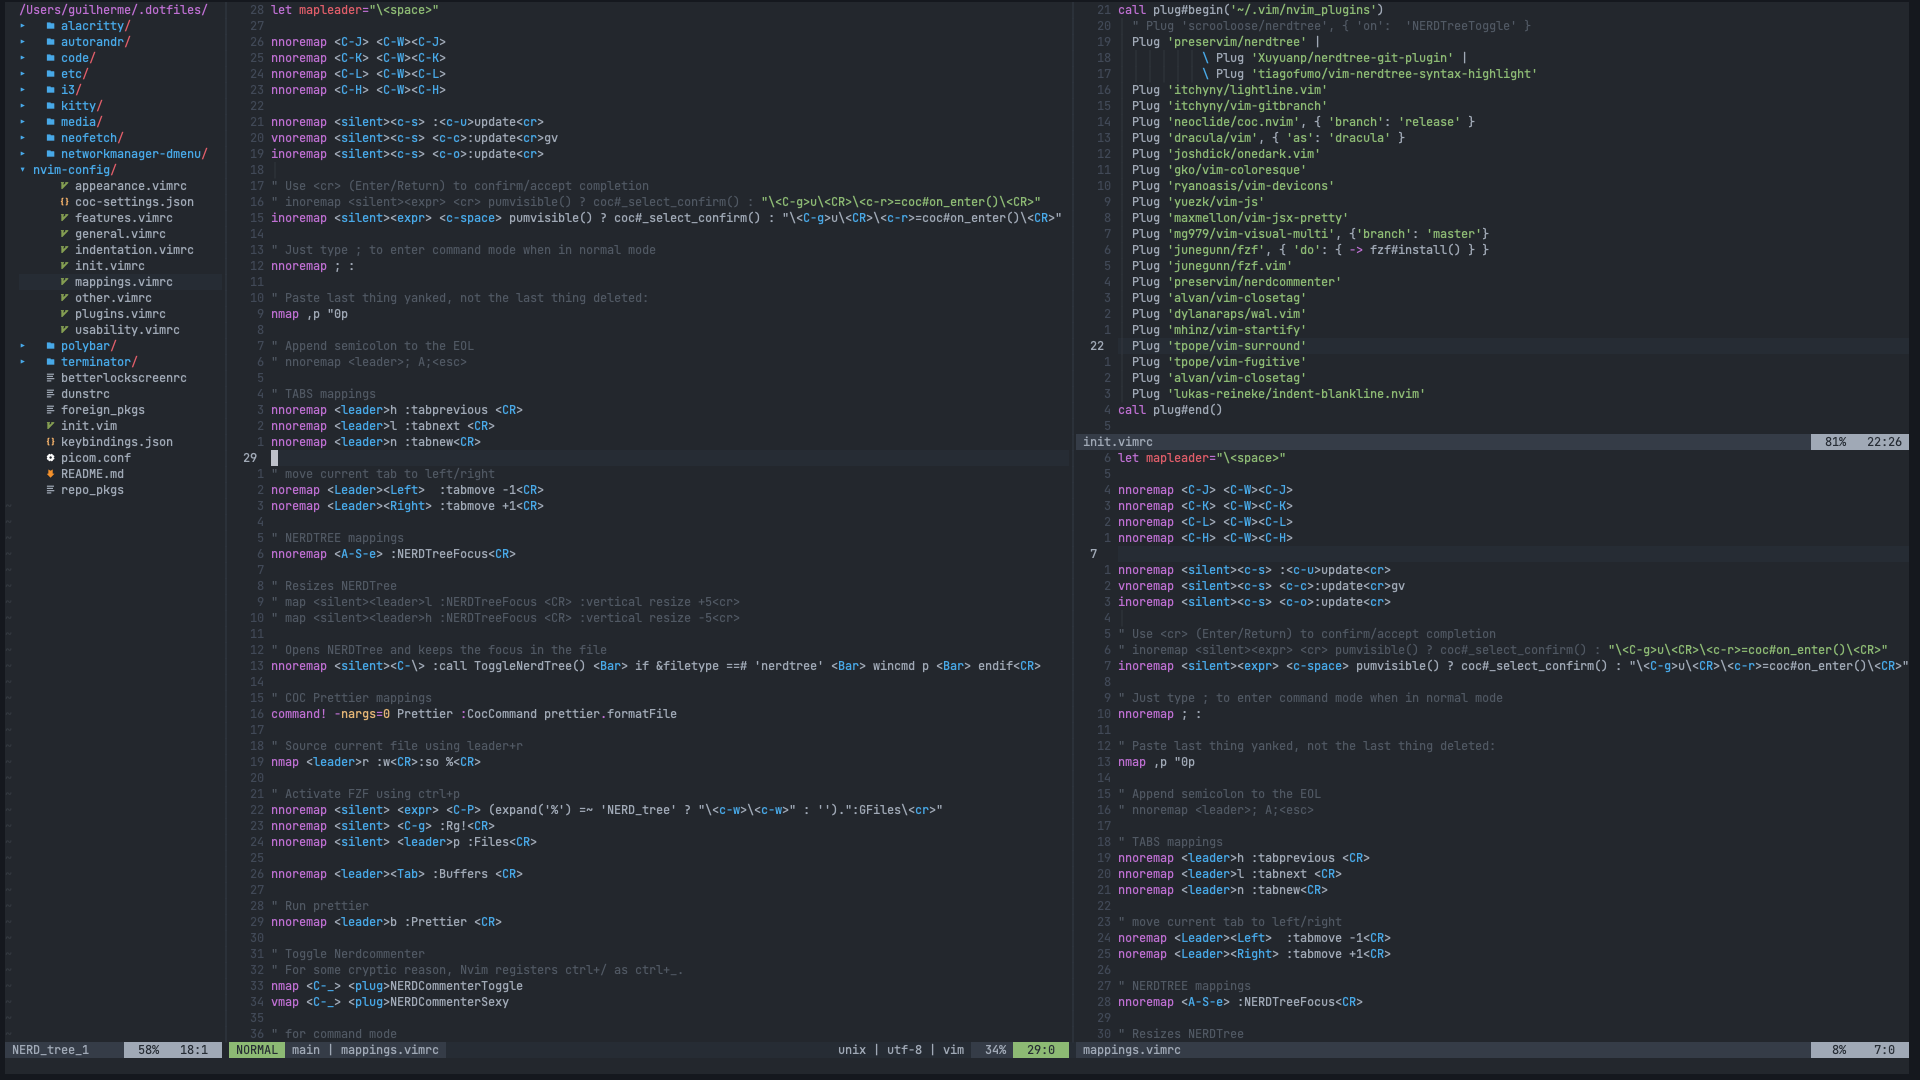 /Users/guilherme/.dotfiles/
▸ alacritty/
▸ autorandr/
▸ code/
▸ etc/
▸ i3/
▸ kitty/
▸ media/
▸ neofetch/
▸ networkmanager-dmenu/
▾ nvim-config/
appearance.vimrc
coc-settings.json
features.vimrc
general.vimrc
indentation.vimrc
init.vimrc
mappings.vimrc
other.vimrc
plugins.vimrc
usability.vimrc
▸ polybar/
▸ terminator/
betterlockscreenrc
dunstrc
foreign_pkgs
init.vim
keybindings.json
picom.conf
README.md
repo_pkgs
NERD_tree_1 58% 18:1
28 let mapleader="\<space>"
27
26 nnoremap <C-J> <C-W><C-J>
25 nnoremap <C-K> <C-W><C-K>
24 nnoremap <C-L> <C-W><C-L>
23 nnoremap <C-H> <C-W><C-H>
22
21 nnoremap <silent><c-s> :<c-u>update<cr>
20 vnoremap <silent><c-s> <c-c>:update<cr>gv
19 inoremap <silent><c-s> <c-o>:update<cr>
18
17 " Use <cr> (Enter/Return) to confirm/accept completion
16 " inoremap <silent><expr> <cr> pumvisible() ? coc#_select_confirm() : "\<C-g>u\<CR>\<c-r>=coc#on_enter()\<CR>"
15 inoremap <silent><expr> <c-space> pumvisible() ? coc#_select_confirm() : "\<C-g>u\<CR>\<c-r>=coc#on_enter()\<CR>"
14
13 " Just type ; to enter command mode when in normal mode
12 nnoremap ; :
11
10 " Paste last thing yanked, not the last thing deleted:
9 nmap ,p "0p
8
7 " Append semicolon to the EOL
6 " nnoremap <leader>; A;<esc>
5
4 " TABS mappings
3 nnoremap <leader>h :tabprevious <CR>
2 nnoremap <leader>l :tabnext <CR>
1 nnoremap <leader>n :tabnew<CR>
29
1 " move current tab to left/right
2 noremap <Leader><Left>  :tabmove -1<CR>
3 noremap <Leader><Right> :tabmove +1<CR>
4
5 " NERDTREE mappings
6 nnoremap <A-S-e> :NERDTreeFocus<CR>
7
8 " Resizes NERDTree
9 " map <silent><leader>l :NERDTreeFocus <CR> :vertical resize +5<cr>
10 " map <silent><leader>h :NERDTreeFocus <CR> :vertical resize -5<cr>
11
12 " Opens NERDTree and keeps the focus in the file
13 nnoremap <silent><C-\> :call ToggleNerdTree() <Bar> if &filetype ==# 'nerdtree' <Bar> wincmd p <Bar> endif<CR>
14
15 " COC Prettier mappings
16 command! -nargs=0 Prettier :CocCommand prettier.formatFile
17
18 " Source current file using leader+r
19 nmap <leader>r :w<CR>:so %<CR>
20
21 " Activate FZF using ctrl+p
22 nnoremap <silent> <expr> <C-P> (expand('%') =~ 'NERD_tree' ? "\<c-w>\<c-w>" : '').":GFiles\<cr>"
23 nnoremap <silent> <C-g> :Rg!<CR>
24 nnoremap <silent> <leader>p :Files<CR>
25
26 nnoremap <leader><Tab> :Buffers <CR>
27
28 " Run prettier
29 nnoremap <leader>b :Prettier <CR>
30
31 " Toggle Nerdcommenter
32 " For some cryptic reason, Nvim registers ctrl+/ as ctrl+_.
33 nmap <C-_> <plug>NERDCommenterToggle
34 vmap <C-_> <plug>NERDCommenterSexy
35
36 " for command mode
NORMAL main | mappings.vimrc unix | utf-8 | vim 34% 29:0
21 call plug#begin('~/.vim/nvim_plugins')
20 " Plug 'scrooloose/nerdtree', { 'on':  'NERDTreeToggle' }
19 Plug 'preservim/nerdtree' |
18 \ Plug 'Xuyuanp/nerdtree-git-plugin' |
17 \ Plug 'tiagofumo/vim-nerdtree-syntax-highlight'
16 Plug 'itchyny/lightline.vim'
15 Plug 'itchyny/vim-gitbranch'
14 Plug 'neoclide/coc.nvim', { 'branch': 'release' }
13 Plug 'dracula/vim', { 'as': 'dracula' }
12 Plug 'joshdick/onedark.vim'
11 Plug 'gko/vim-coloresque'
10 Plug 'ryanoasis/vim-devicons'
9 Plug 'yuezk/vim-js'
8 Plug 'maxmellon/vim-jsx-pretty'
7 Plug 'mg979/vim-visual-multi', {'branch': 'master'}
6 Plug 'junegunn/fzf', { 'do': { -> fzf#install() } }
5 Plug 'junegunn/fzf.vim'
4 Plug 'preservim/nerdcommenter'
3 Plug 'alvan/vim-closetag'
2 Plug 'dylanaraps/wal.vim'
1 Plug 'mhinz/vim-startify'
22 Plug 'tpope/vim-surround'
1 Plug 'tpope/vim-fugitive'
2 Plug 'alvan/vim-closetag'
3 Plug 'lukas-reineke/indent-blankline.nvim'
4 call plug#end()
5
init.vimrc 81% 22:26
6 let mapleader="\<space>"
5
4 nnoremap <C-J> <C-W><C-J>
3 nnoremap <C-K> <C-W><C-K>
2 nnoremap <C-L> <C-W><C-L>
1 nnoremap <C-H> <C-W><C-H>
7
1 nnoremap <silent><c-s> :<c-u>update<cr>
2 vnoremap <silent><c-s> <c-c>:update<cr>gv
3 inoremap <silent><c-s> <c-o>:update<cr>
4
5 " Use <cr> (Enter/Return) to confirm/accept completion
6 " inoremap <silent><expr> <cr> pumvisible() ? coc#_select_confirm() : "\<C-g>u\<CR>\<c-r>=coc#on_enter()\<CR>"
7 inoremap <silent><expr> <c-space> pumvisible() ? coc#_select_confirm() : "\<C-g>u\<CR>\<c-r>=coc#on_enter()\<CR>"
8
9 " Just type ; to enter command mode when in normal mode
10 nnoremap ; :
11
12 " Paste last thing yanked, not the last thing deleted:
13 nmap ,p "0p
14
15 " Append semicolon to the EOL
16 " nnoremap <leader>; A;<esc>
17
18 " TABS mappings
19 nnoremap <leader>h :tabprevious <CR>
20 nnoremap <leader>l :tabnext <CR>
21 nnoremap <leader>n :tabnew<CR>
22
23 " move current tab to left/right
24 noremap <Leader><Left>  :tabmove -1<CR>
25 noremap <Leader><Right> :tabmove +1<CR>
26
27 " NERDTREE mappings
28 nnoremap <A-S-e> :NERDTreeFocus<CR>
29
30 " Resizes NERDTree
mappings.vimrc 8% 7:0